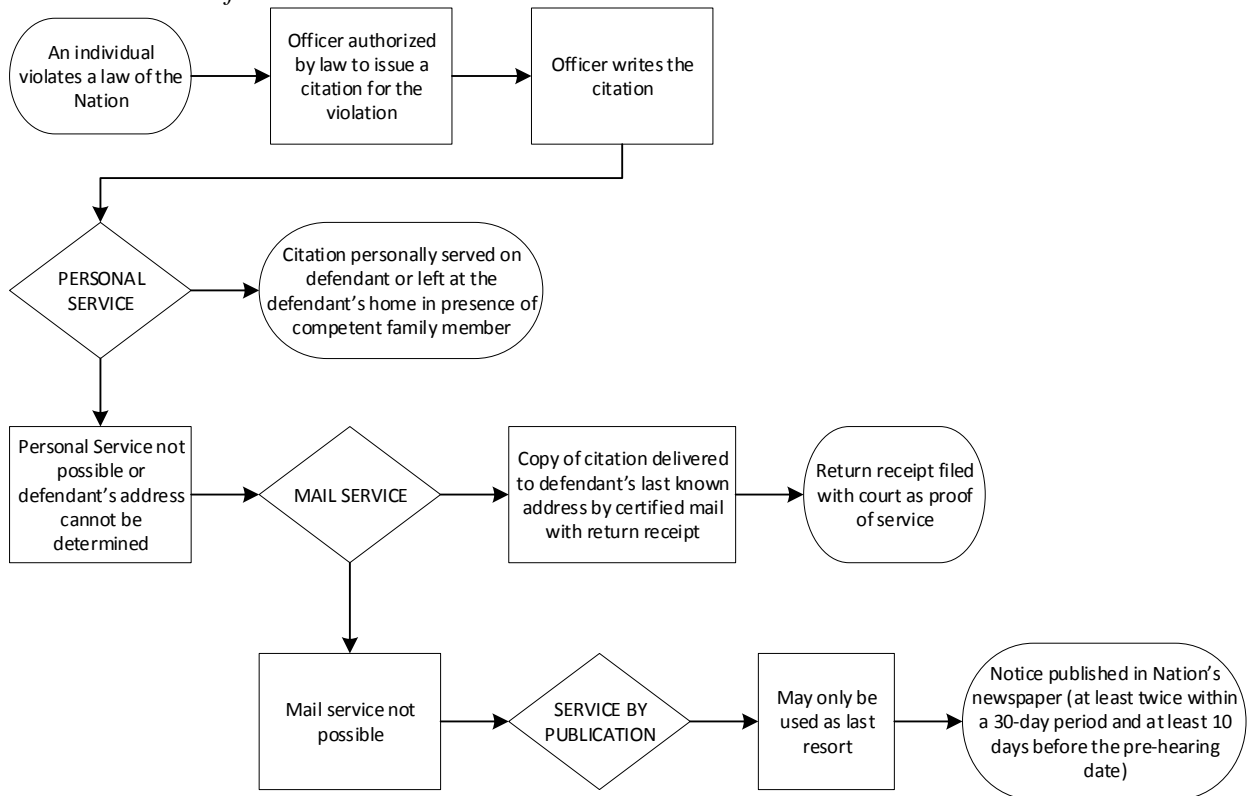 An individual
violates a law of the
Nation
Officer authorized
by law to issue a
citation for the
violation
Officer writes the
citation
PERSONAL
SERVICE
Citation personally served on
defendant or left at the
defendant's home in presence of
competent family member
Personal Service not
possible or
defendant's address
cannot be
determined
MAIL SERVICE
Copy of citation delivered
to defendant's last known
address by certified mail
with return receipt
Return receipt filed
with court as proof
of service
Mail service not
possible
SERVICE BY
PUBLICATION
May only be
used as last
resort
Notice published in Nation's
newspaper (at least twice within
a 30-day period and at least 10
days before the pre-hearing
date)